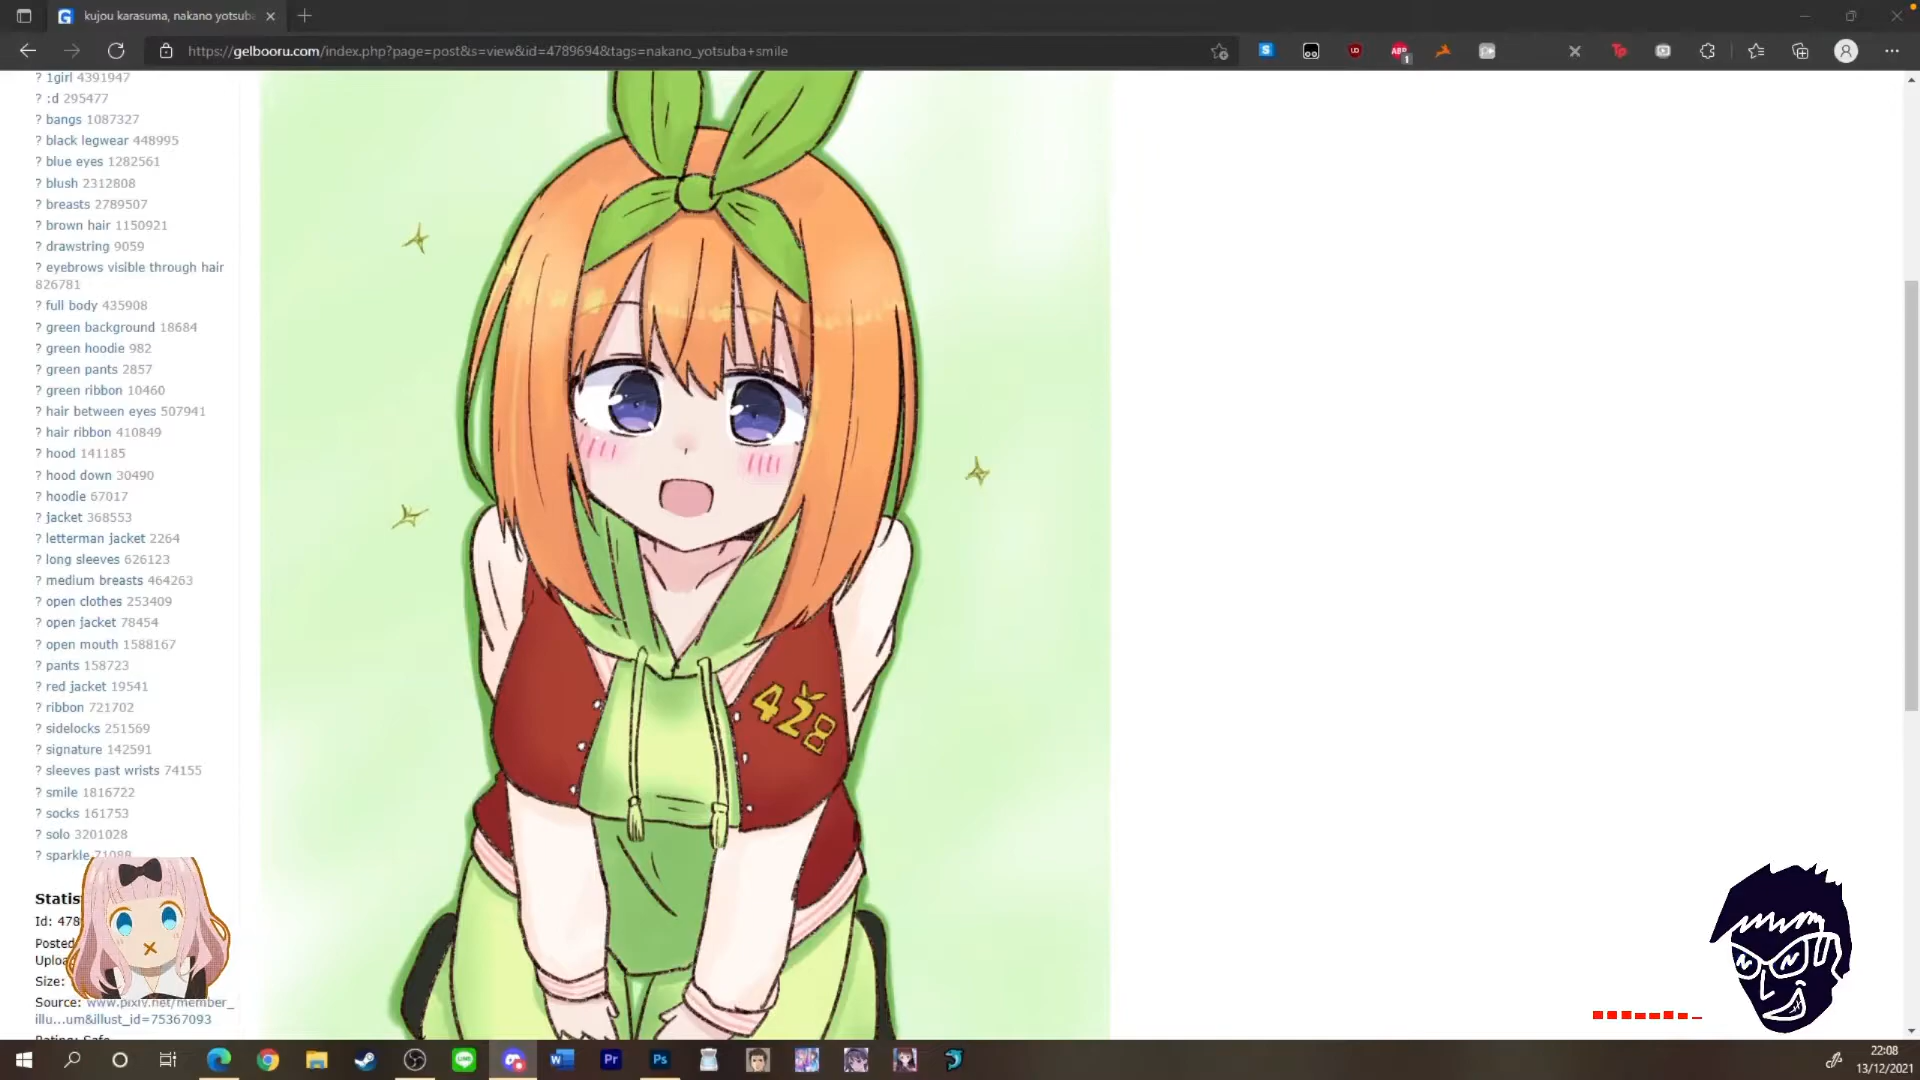 kujou karasuma, nakano yotsuba
https://gelbooru.com/index.php?page=post&s=view&id=4789694&tags=nakano_yotsuba+smile
? 1girl 4391947
? :d 295477
? bangs 1087327
? black legwear 448995
? blue eyes 1282561
? blush 2312808
? breasts 2789507
? brown hair 1150921
? drawstring 9059
? eyebrows visible through hair
826781
? full body 435908
? green background 18684
? green hoodie 982
? green pants 2857
? green ribbon 10460
? hair between eyes 507941
? hair ribbon 410849
? hood 141185
? hood down 30490
? hoodie 67017
? jacket 368553
? letterman jacket 2264
? long sleeves 626123
? medium breasts 464263
? open clothes 253409
? open jacket 78454
? open mouth 1588167
? pants 158723
? red jacket 19541
? ribbon 721702
? sidelocks 251569
? signature 142591
? sleeves past wrists 74155
? smile 1816722
? socks 161753
? solo 3201028
? sparkle 71088
Statis
Id: 478
Posted
Uploa
Size:
Source: www.pixiv.net/member_
illu...um&illust_id=75367093
428
22:08
13/12/2021